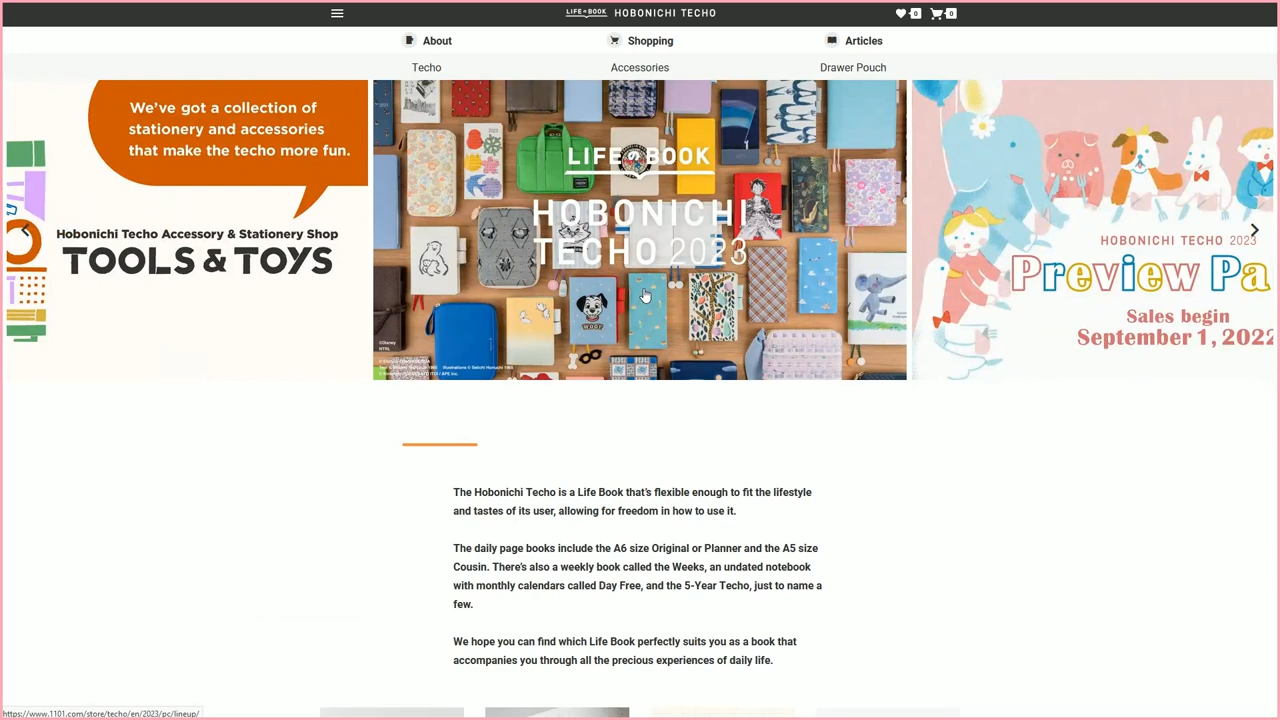 LIFE BOOK HOBONICHI TECHO
0
0
About
Shopping
Articles
Techo
Accessories
Drawer Pouch
We've got a collection of
stationery and accessories
that make the techo more fun.
Hobonichi Techo Accessory & Stationery Shop
TOOLS & TOYS
LIFE BOOK
HOBONICHI
TECHO 2023
WOOF
©Disney
HOBONICHI TECHO 2023
Preview Pa
Sales begin
September 1, 2022
The Hobonichi Techo is a Life Book that's flexible enough to fit the lifestyle
and tastes of its user, allowing for freedom in how to use it.
The daily page books include the A6 size Original or Planner and the A5 size
Cousin. There's also a weekly book called the Weeks, an undated notebook
with monthly calendars called Day Free, and the 5-Year Techo, just to name a
few.
We hope you can find which Life Book perfectly suits you as a book that
accompanies you through all the precious experiences of daily life.
https://www.1101.com/store/techo/en/2023/pc/lineup/